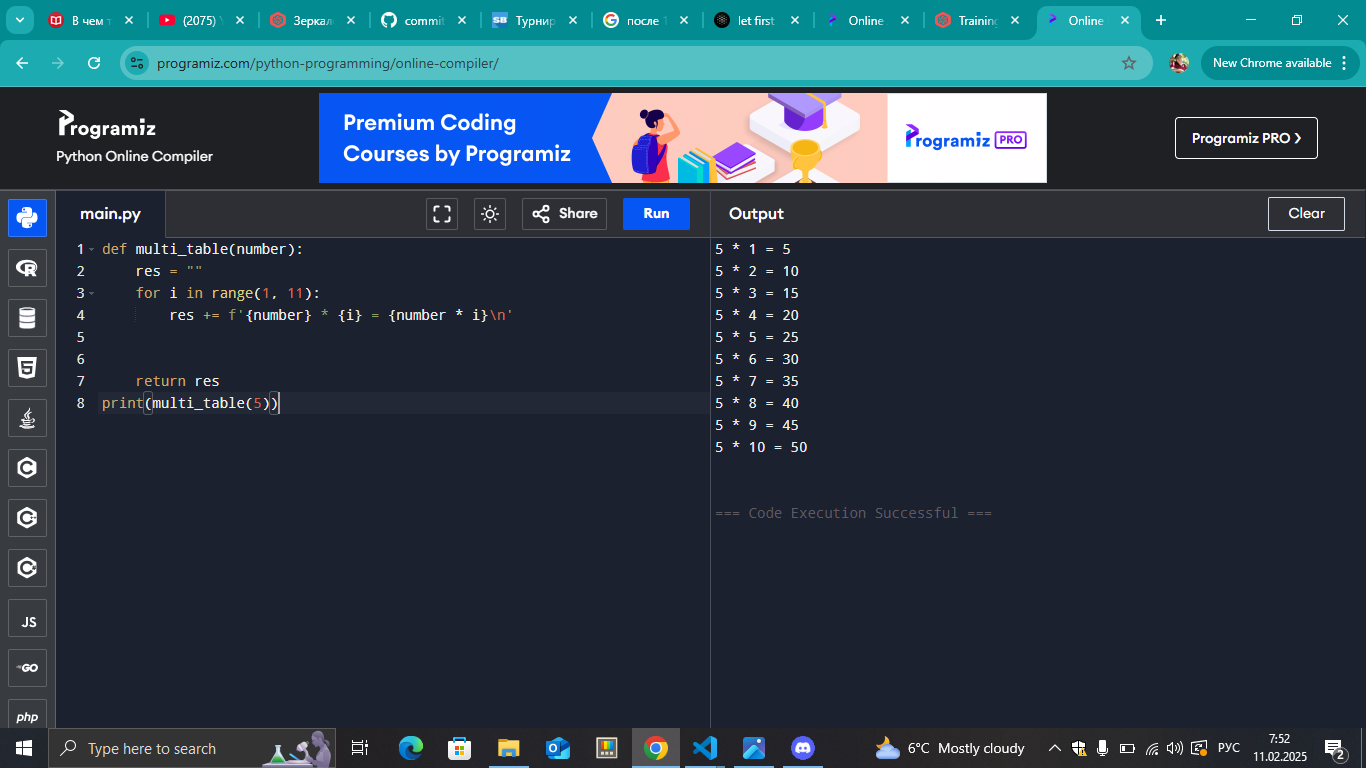 В чем т
(2075) \
Зеркал
commit
Турнир
после 1
let first
Online
Training
Online
programiz.com/python-programming/online-compiler/
New Chrome available
Programiz
Python Online Compiler
Premium Coding
Courses by Programiz
Programiz PRO
Programiz PRO ›
main.py
Share
Run
Output
Clear
1 def multi_table(number):
2 res = ""
3 for i in range(1, 11):
4 res += f'{number} * {i} = {number * i}\n'
5
6
7 return res
8 print(multi_table(5))
5 * 1 = 5
5 * 2 = 10
5 * 3 = 15
5 * 4 = 20
5 * 5 = 25
5 * 6 = 30
5 * 7 = 35
5 * 8 = 40
5 * 9 = 45
5 * 10 = 50
=== Code Execution Successful ===
JS
GO
php
Type here to search
6°C Mostly cloudy
РУС
7:52
11.02.2025
2